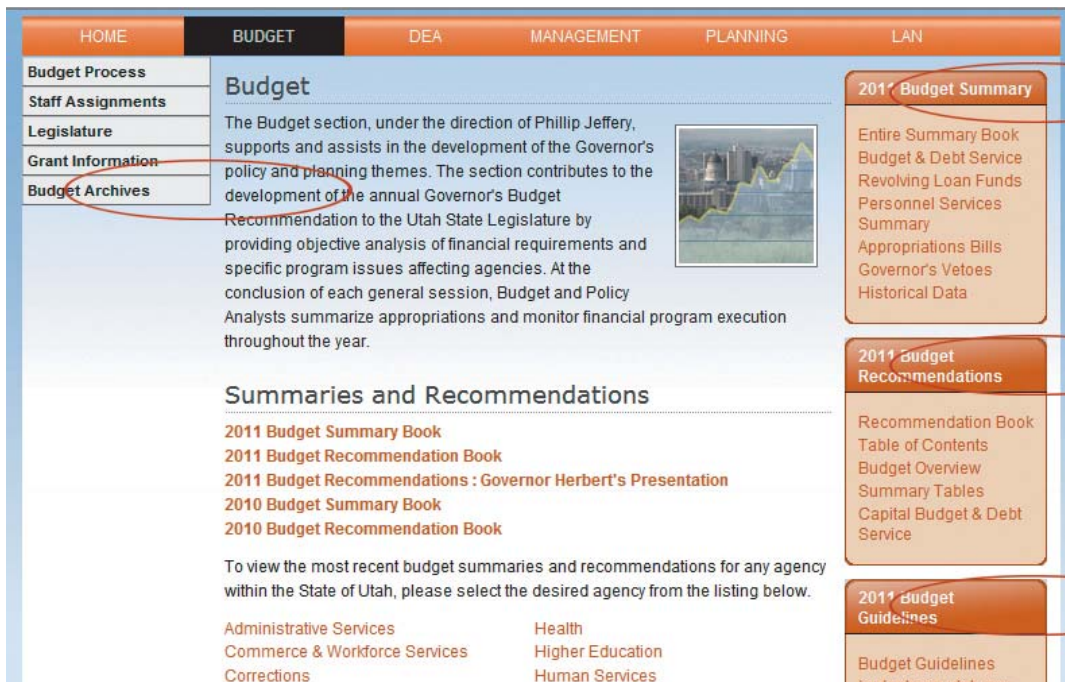 HOME BUDGET DEA MANAGEMENT PLANNING LAN
Budget Process
Staff Assignments
Legislature
Grant Information
Budget Archives
Budget
The Budget section, under the direction of Phillip Jeffery,
supports and assists in the development of the Governor's
policy and planning themes. The section contributes to the
development of the annual Governor's Budget
Recommendation to the Utah State Legislature by
providing objective analysis of financial requirements and
specific program issues affecting agencies. At the
conclusion of each general session, Budget and Policy
Analysts summarize appropriations and monitor financial program execution
throughout the year.
Summaries and Recommendations
2011 Budget Summary Book
2011 Budget Recommendation Book
2011 Budget Recommendations : Governor Herbert's Presentation
2010 Budget Summary Book
2010 Budget Recommendation Book
To view the most recent budget summaries and recommendations for any agency
within the State of Utah, please select the desired agency from the listing below.
Administrative Services
Commerce & Workforce Services
Corrections
Health
Higher Education
Human Services
2011 Budget Summary
Entire Summary Book
Budget & Debt Service
Revolving Loan Funds
Personnel Services
Summary
Appropriations Bills
Governor's Vetoes
Historical Data
2011 Budget
Recommendations
Recommendation Book
Table of Contents
Budget Overview
Summary Tables
Capital Budget & Debt
Service
2011 Budget
Guidelines
Budget Guidelines